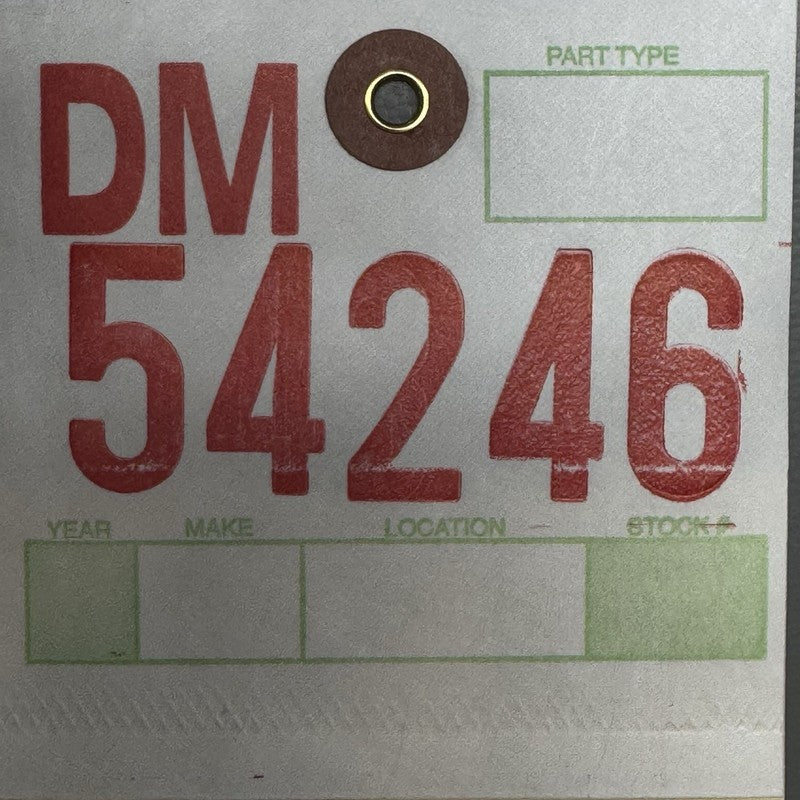 DM
PART TYPE
54246
YEAR MAKE LOCATION STOCK #